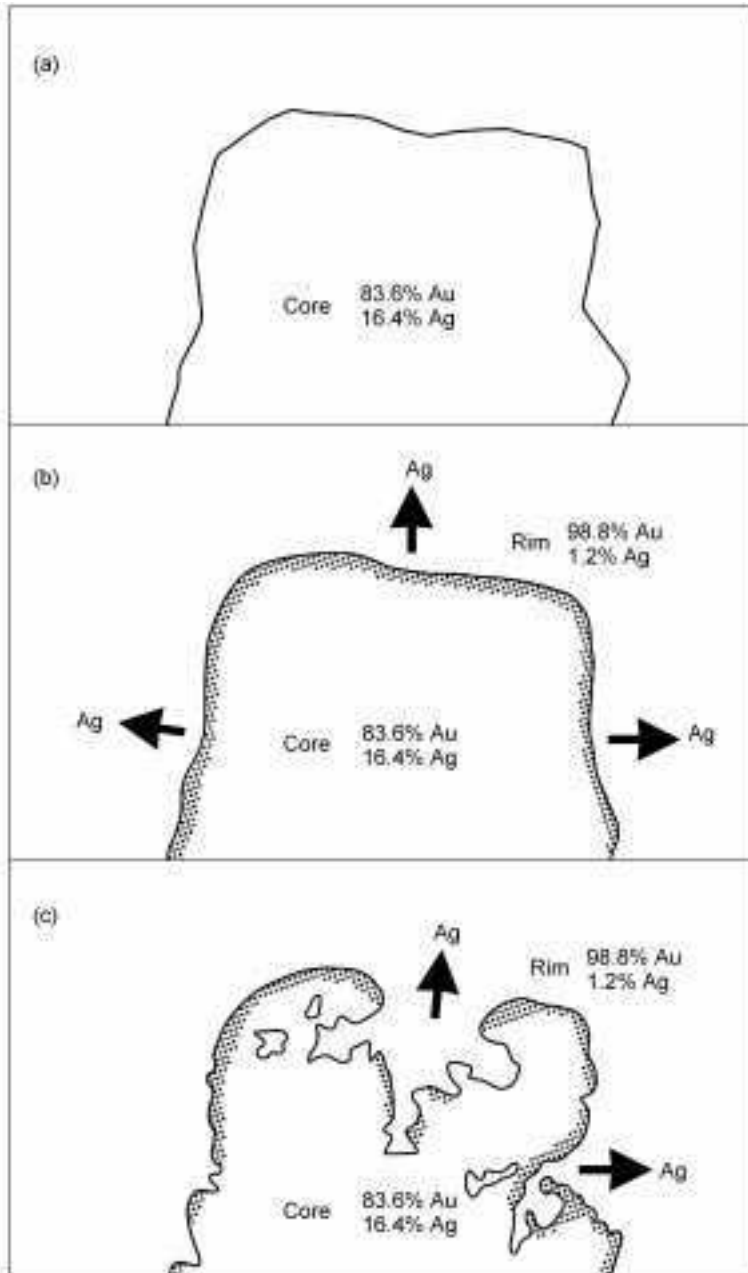 (a)
Core 83.6% Au
16.4% Ag
(b)
Ag
Rim 98.8% Au
1.2% Ag
Ag
Ag
Core 83.6% Au
16.4% Ag
(c)
Ag
Rim 98.8% Au
1.2% Ag
Ag
Core 83.6% Au
16.4% Ag